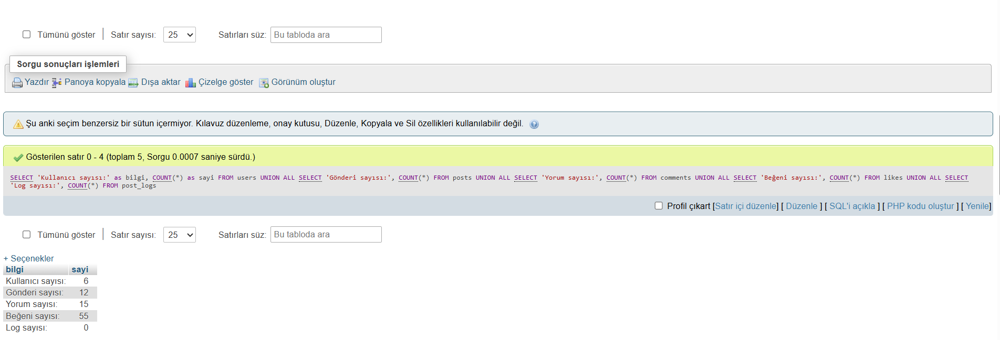 Tümünü göster Satır sayısı: 25 Satırları süz: Bu tabloda ara
Sorgu sonuçları işlemleri
Yazdır Panoya kopyala Dışa aktar Çizelge göster Görünüm oluştur
Şu anki seçim benzersiz bir sütun içermiyor. Kılavuz düzenleme, onay kutusu, Düzenle, Kopyala ve Sil özellikleri kullanılabilir değil.
Gösterilen satır 0 - 4 (toplam 5, Sorgu 0.0007 saniye sürdü.)
SELECT 'Kullanıcı sayısı:' as bilgi, COUNT(*) as sayi FROM users UNION ALL SELECT 'Gönderi sayısı:', COUNT(*) FROM posts UNION ALL SELECT 'Yorum sayısı:', COUNT(*) FROM comments UNION ALL SELECT 'Beğeni sayısı:', COUNT(*) FROM likes UNION ALL SELECT
'Log sayısı:', COUNT(*) FROM post_logs
Profil çıkart [Satır içi düzenle] [ Düzenle ] [ SQL'i açıkla ] [ PHP kodu oluştur ] [ Yenile]
Tümünü göster Satır sayısı: 25 Satırları süz: Bu tabloda ara
+ Seçenekler
bilgi sayi
Kullanıcı sayısı: 6
Gönderi sayısı: 12
Yorum sayısı: 15
Beğeni sayısı: 55
Log sayısı: 0